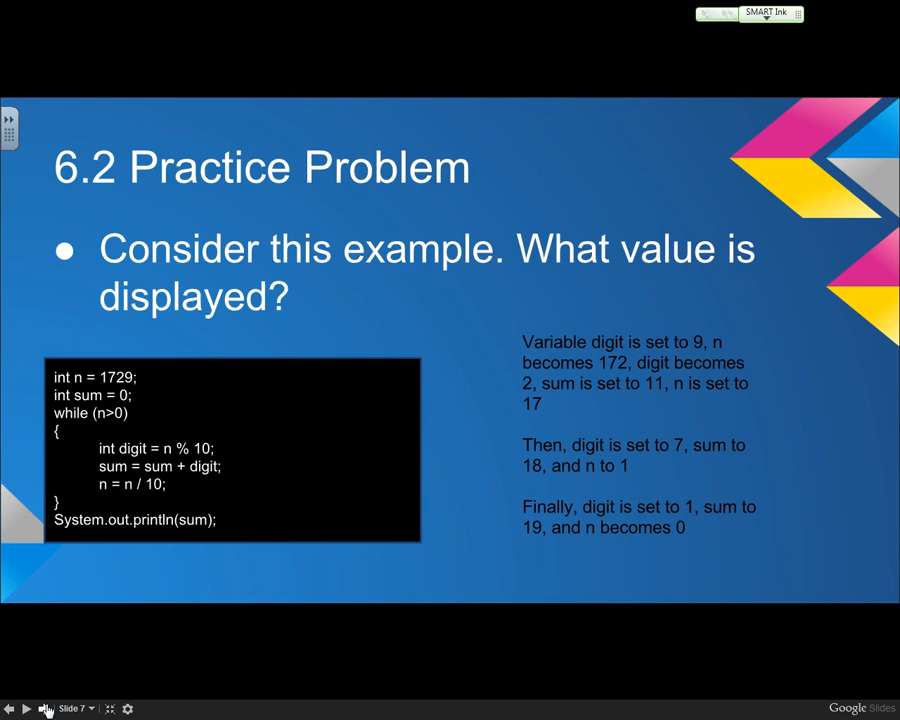 SMART Ink
6.2 Practice Problem
● Consider this example. What value is
displayed?
Variable digit is set to 9, n
becomes 172, digit becomes
2, sum is set to 11, n is set to
17
Then, digit is set to 7, sum to
18, and n to 1
Finally, digit is set to 1, sum to
19, and n becomes 0
int n = 1729;
int sum = 0;
while (n>0)
{
int digit = n % 10;
sum = sum + digit;
n = n / 10;
}
System.out.println(sum);
Slide 7
Google Slides